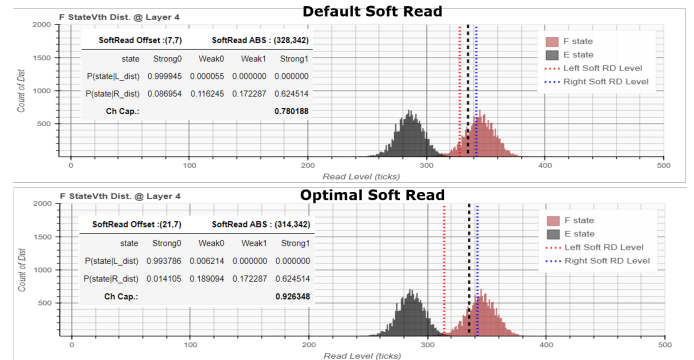 Default Soft Read
F StateVth Dist. @ Layer 4
2000
1500
1000
500
Count of Dist
SoftRead Offset :(7,7) SoftRead ABS : (328,342)
state Strong0 Weak0 Weak1 Strong1
P(state|L_dist) 0.999945 0.000055 0.000000 0.000000
P(state|R_dist) 0.086954 0.116245 0.172287 0.624514
Ch Cap.: 0.780188
F state
E state
Left Soft RD Level
Right Soft RD Level
0 100 200 300 400 500
Read Level (ticks)
Optimal Soft Read
F StateVth Dist. @ Layer 4
2000
1500
1000
500
Count of Dist
SoftRead Offset :(21,7) SoftRead ABS : (314,342)
state Strong0 Weak0 Weak1 Strong1
P(state|L_dist) 0.993786 0.006214 0.000000 0.000000
P(state|R_dist) 0.014105 0.189094 0.172287 0.624514
Ch Cap.: 0.926348
F state
E state
Left Soft RD Level
Right Soft RD Level
0 100 200 300 400 500
Read Level (ticks)